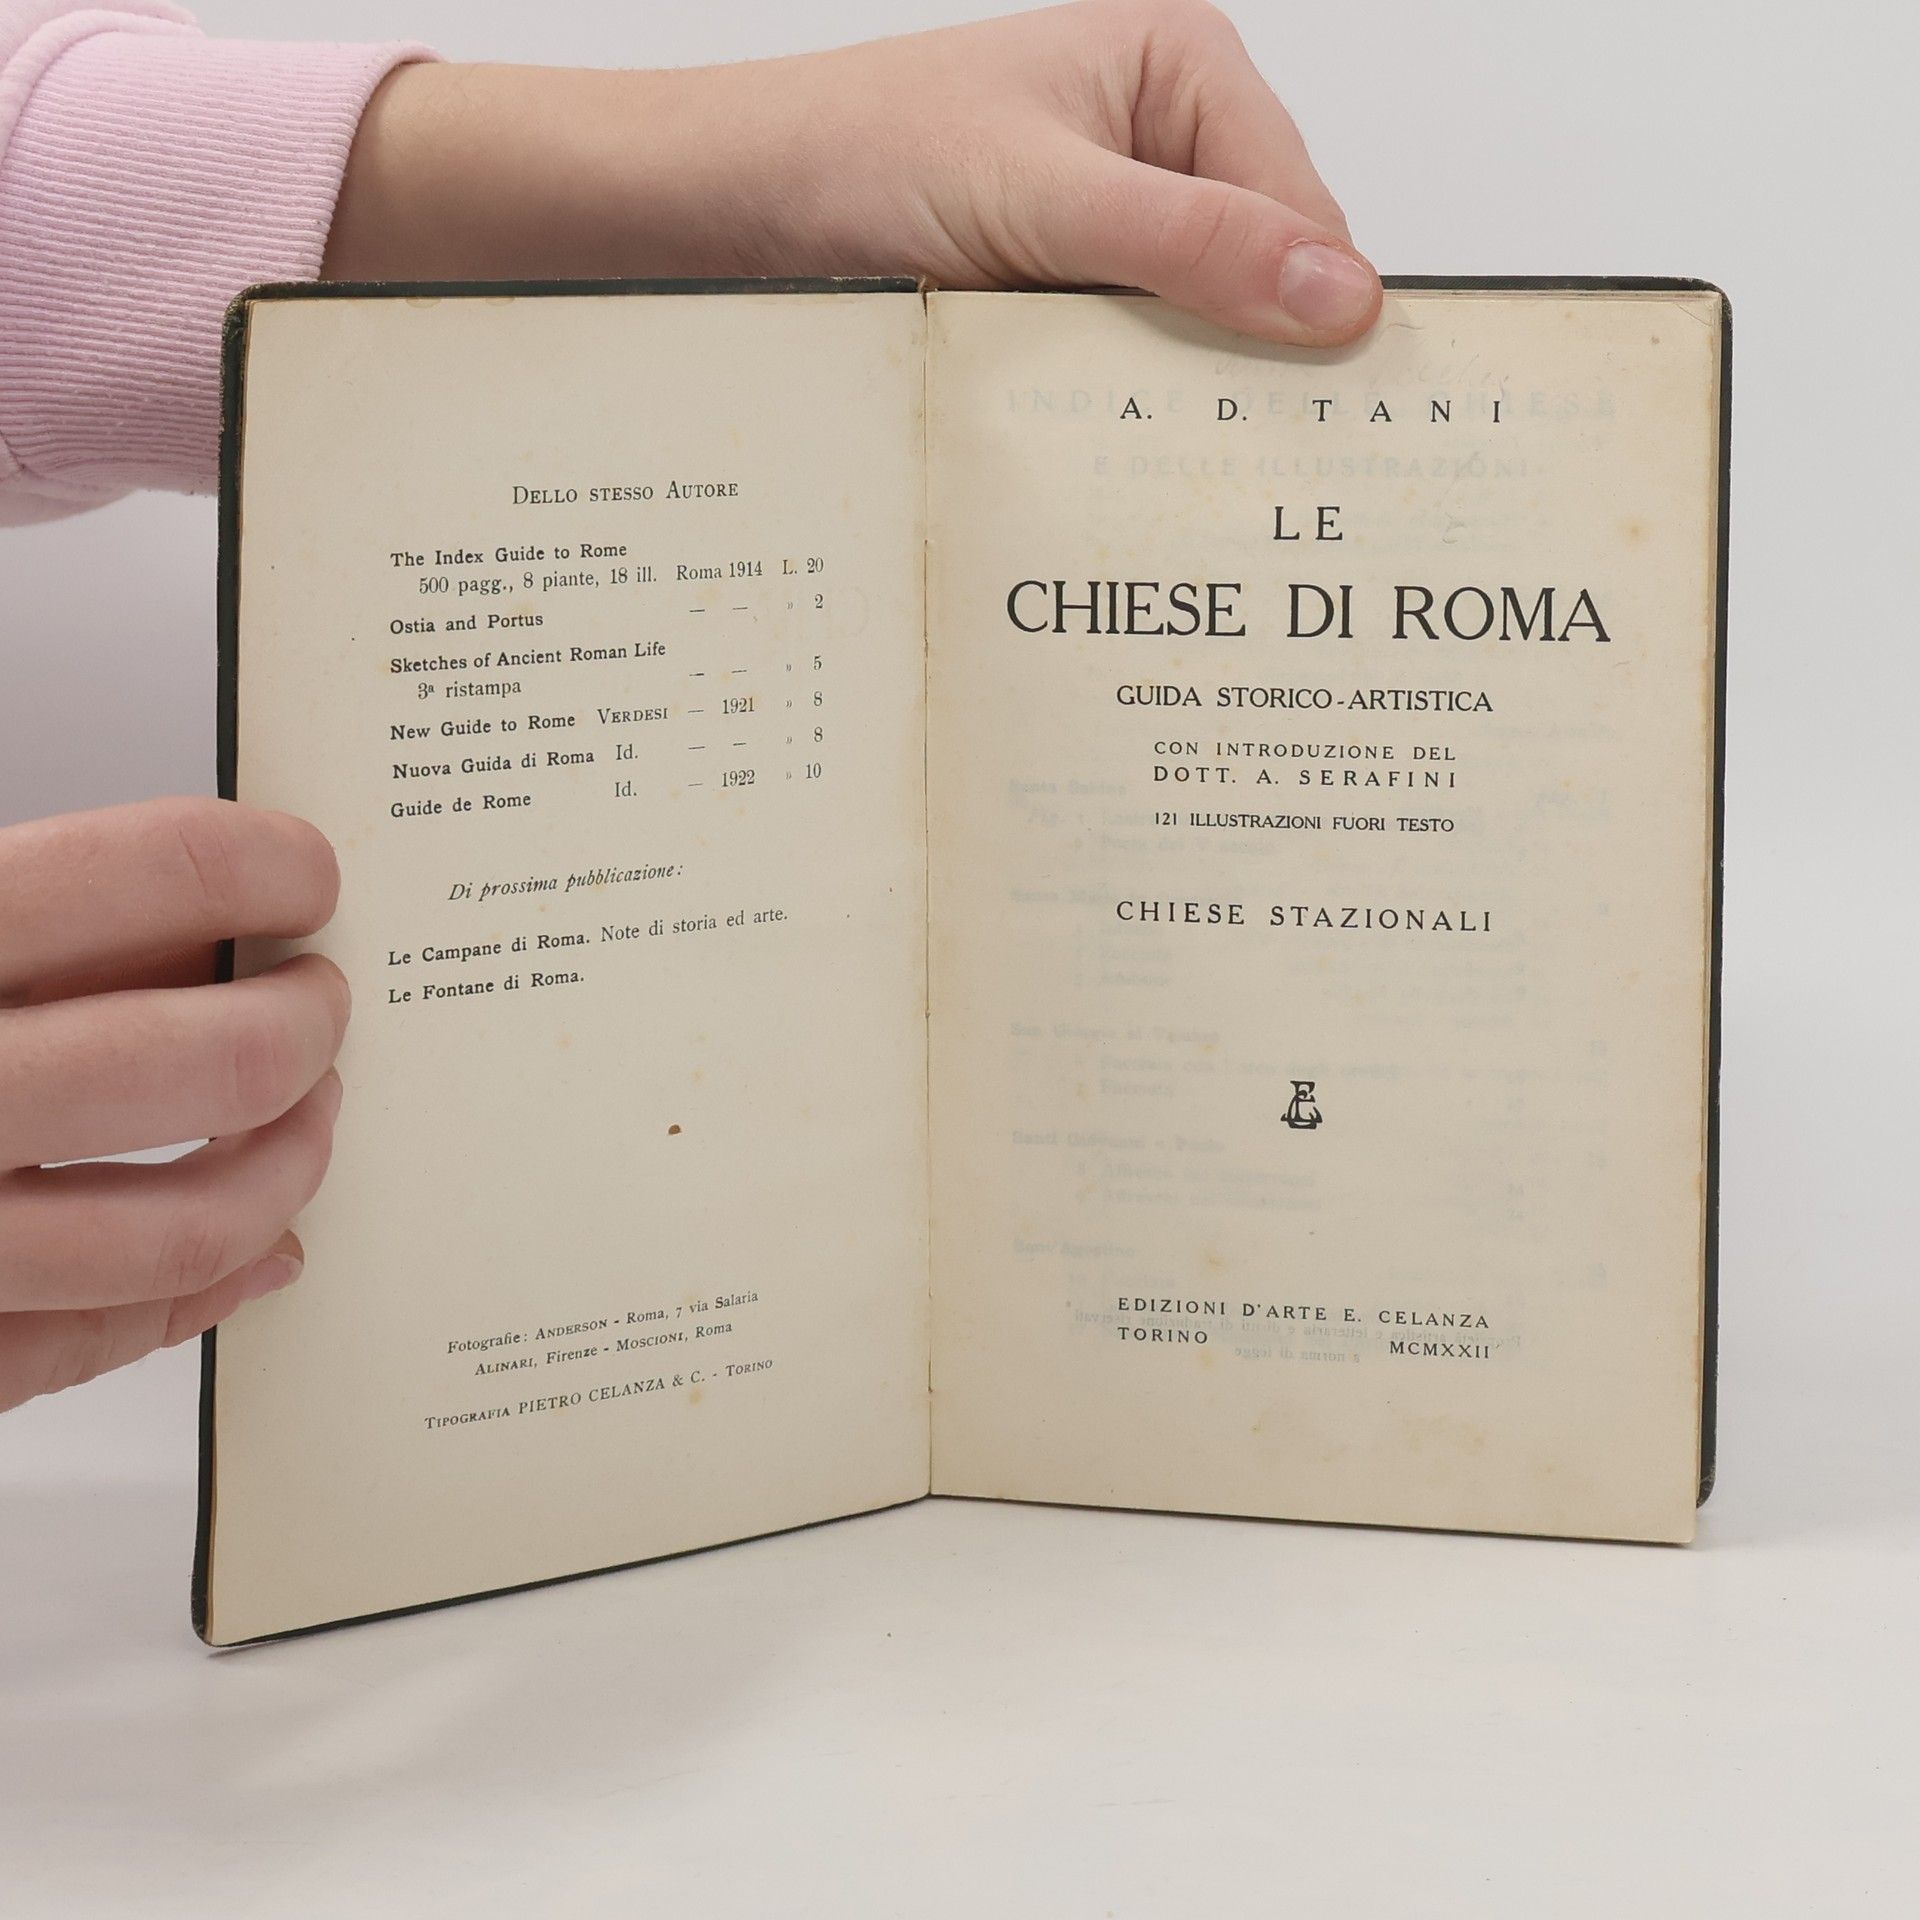 DELLO STESSO AUTORE
The Index Guide to Rome
500 pagg., 8 piante, 18 ill. Roma 1914 L. 20
Ostia and Portus — — » 2
Sketches of Ancient Roman Life
3ª ristampa — — » 5
New Guide to Rome VERDESI — 1921 » 8
Nuova Guida di Roma Id. — — » 8
Guide de Rome Id. — 1922 » 10
Di prossima pubblicazione:
Le Campane di Roma. Note di storia ed arte.
Le Fontane di Roma.
Fotografie: ANDERSON - Roma, 7 via Salaria
ALINARI, Firenze - MOSCIONI, Roma
TIPOGRAFIA PIETRO CELANZA & C. - TORINO
A. D. TANI
LE
CHIESE DI ROMA
GUIDA STORICO-ARTISTICA
CON INTRODUZIONE DEL
DOTT. A. SERAFINI
121 ILLUSTRAZIONI FUORI TESTO
CHIESE STAZIONALI
EDIZIONI D'ARTE E. CELANZA
TORINO MCMXXII